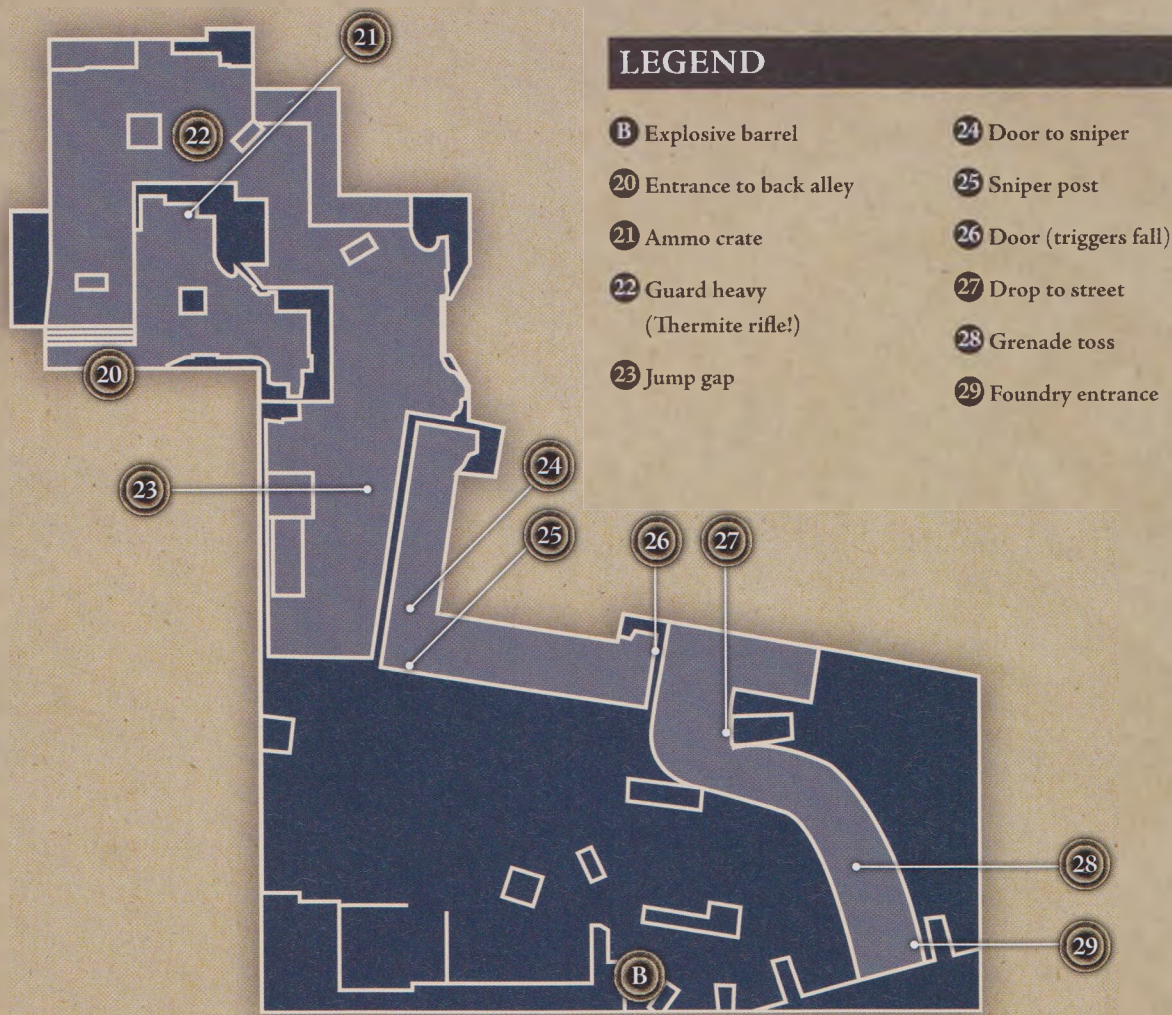 LEGEND
B Explosive barrel
20 Entrance to back alley
21 Ammo crate
22 Guard heavy
(Thermite rifle!)
23 Jump gap
24 Door to sniper
25 Sniper post
26 Door (triggers fall)
27 Drop to street
28 Grenade toss
29 Foundry entrance
21
22
20
23
24
25
26
27
28
29
B